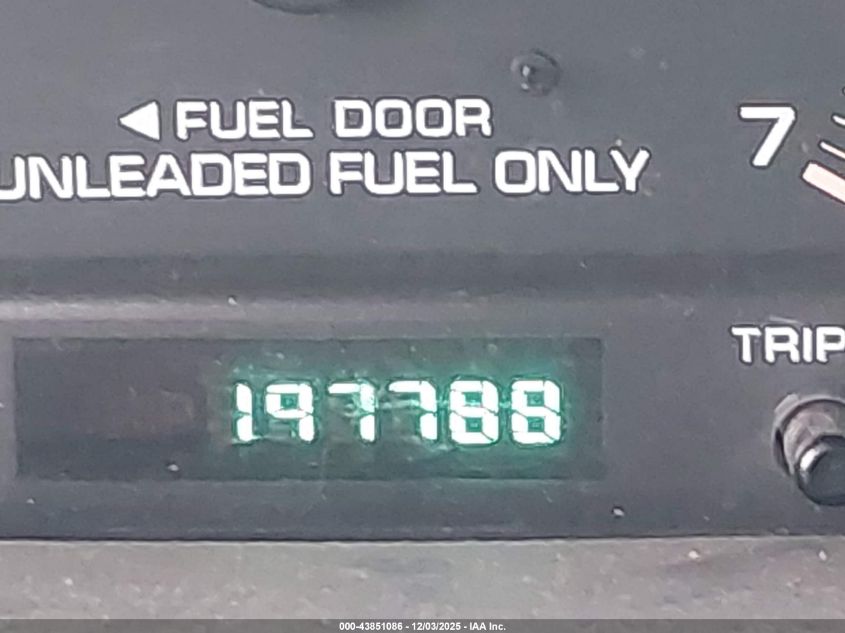 ◀FUEL DOOR
UNLEADED FUEL ONLY
7
TRIP
197788
000-43851086 - 12/03/2025 - IAA Inc.